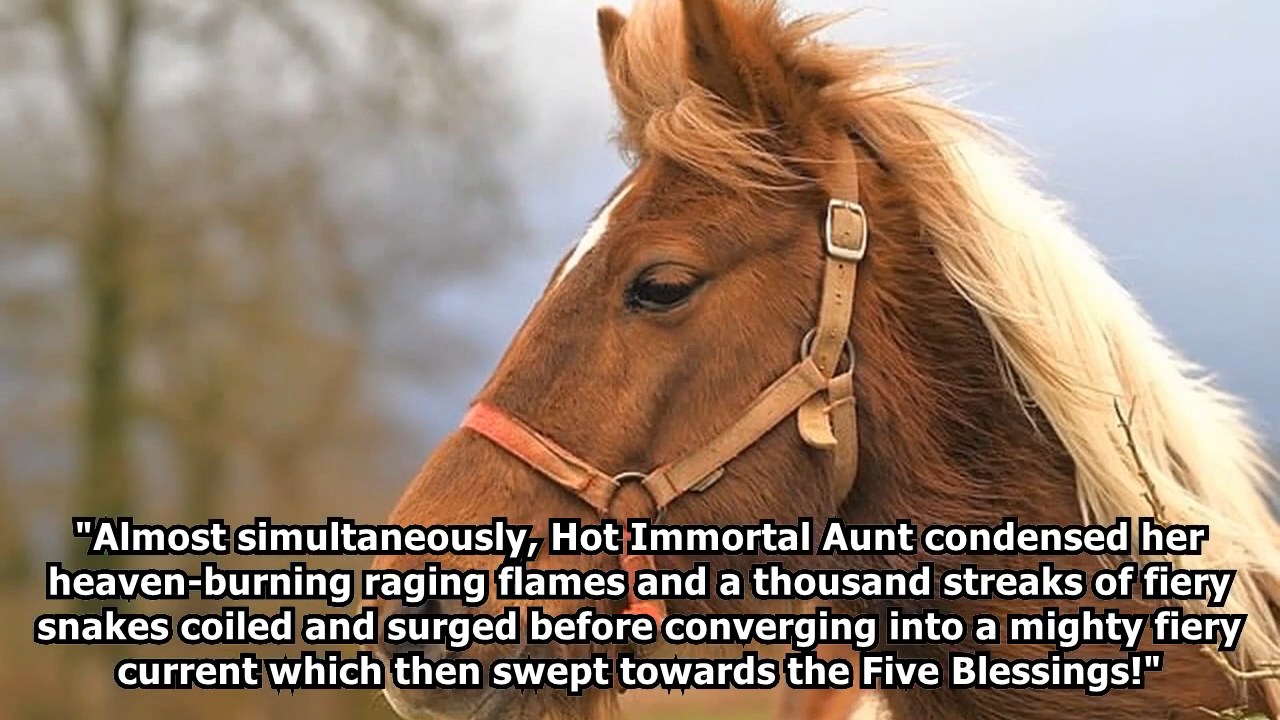 "Almost simultaneously, Hot Immortal Aunt condensed her
heaven-burning raging flames and a thousand streaks of fiery
snakes coiled and surged before converging into a mighty fiery
current which then swept towards the Five Blessings!"